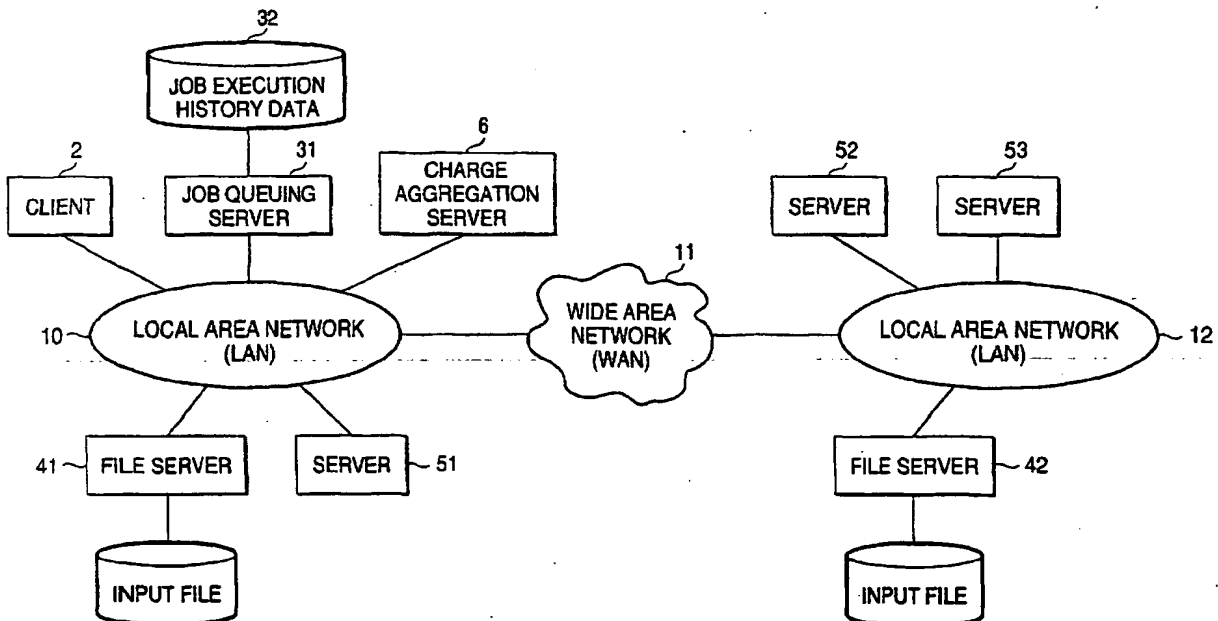 32
JOB EXECUTION
HISTORY DATA
2
CLIENT
31
JOB QUEUING
SERVER
6
CHARGE
AGGREGATION
SERVER
52
SERVER
53
SERVER
10
LOCAL AREA NETWORK
(LAN)
11
WIDE AREA
NETWORK
(WAN)
LOCAL AREA NETWORK
(LAN)
12
41
FILE SERVER
SERVER
51
FILE SERVER
42
INPUT FILE
INPUT FILE